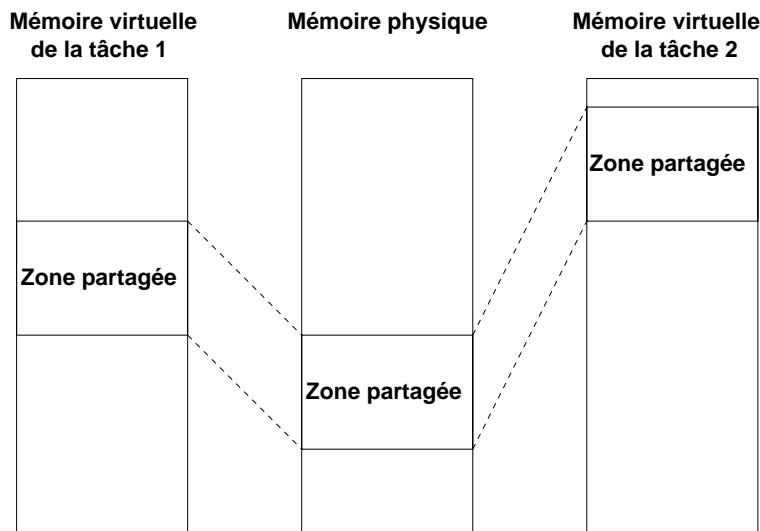 Mémoire virtuelle
de la tâche 1
Mémoire physique
Mémoire virtuelle
de la tâche 2
Zone partagée
Zone partagée
Zone partagée